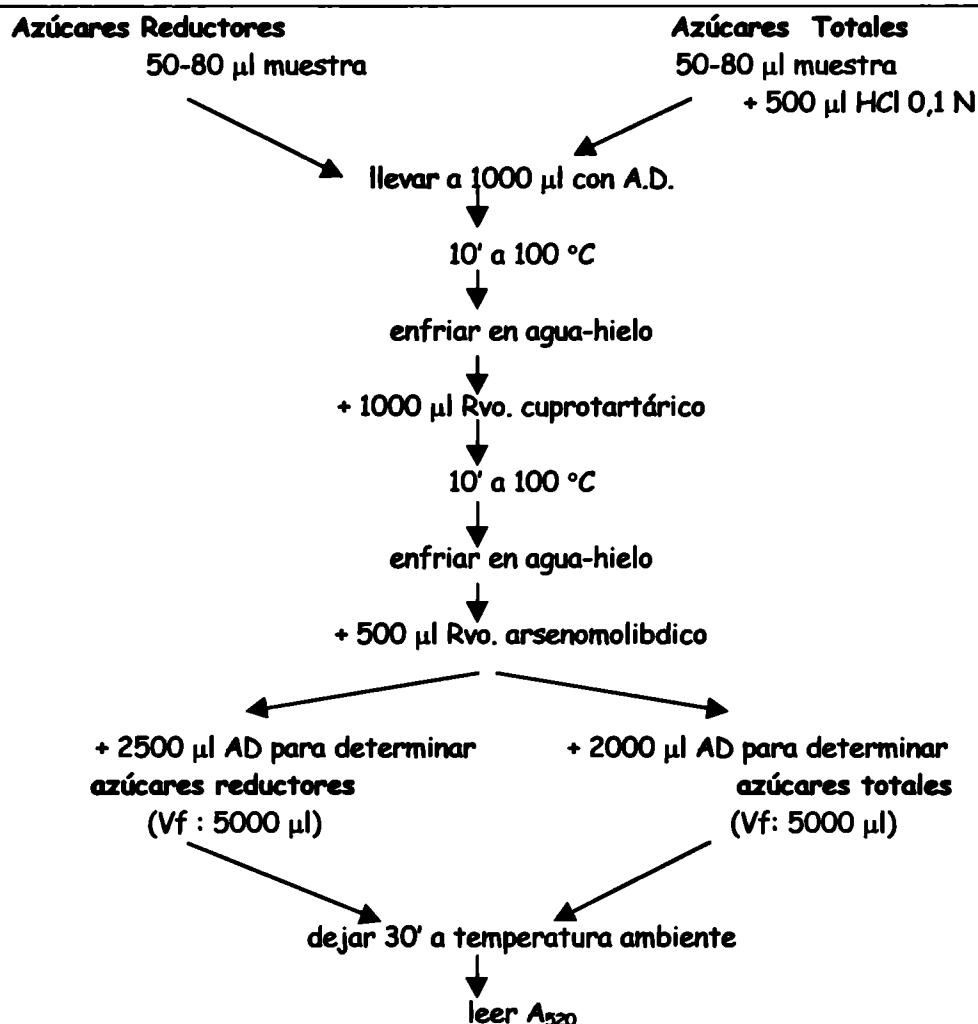 Azúcares Reductores
50-80 µl muestra
Azúcares Totales
50-80 µl muestra
+ 500 µl HCl 0,1 N
llevar a 1000 µl con A.D.
10' a 100 °C
enfriar en agua-hielo
+ 1000 µl Rvo. cuprotartárico
10' a 100 °C
enfriar en agua-hielo
+ 500 µl Rvo. arsenomolibdico
+ 2500 µl AD para determinar
azúcares reductores
(Vf : 5000 µl)
+ 2000 µl AD para determinar
azúcares totales
(Vf: 5000 µl)
dejar 30' a temperatura ambiente
leer A520